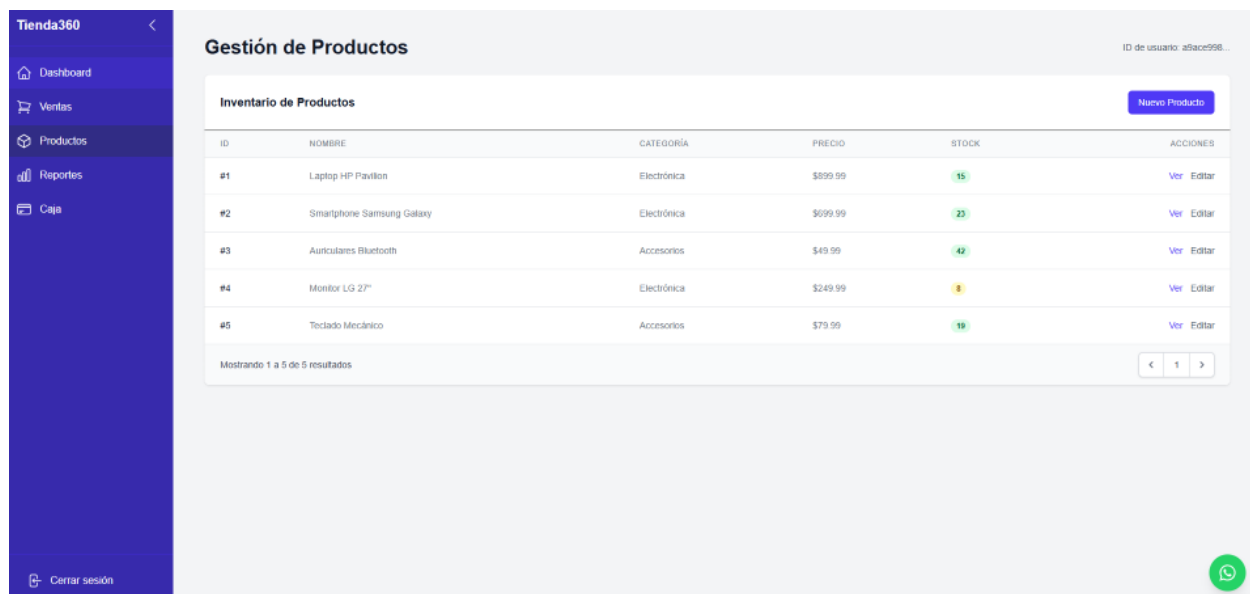 Tienda360
Dashboard
Ventas
Productos
Reportes
Caja
Cerrar sesión
Gestión de Productos
ID de usuario: a9ace998...
Inventario de Productos
Nuevo Producto
ID NOMBRE CATEGORÍA PRECIO STOCK ACCIONES
#1 Laptop HP Pavilion Electrónica $899.99 15 Ver Editar
#2 Smartphone Samsung Galaxy Electrónica $699.99 23 Ver Editar
#3 Auriculares Bluetooth Accesorios $49.99 42 Ver Editar
#4 Monitor LG 27" Electrónica $249.99 8 Ver Editar
#5 Teclado Mecánico Accesorios $79.99 19 Ver Editar
Mostrando 1 a 5 de 5 resultados
1